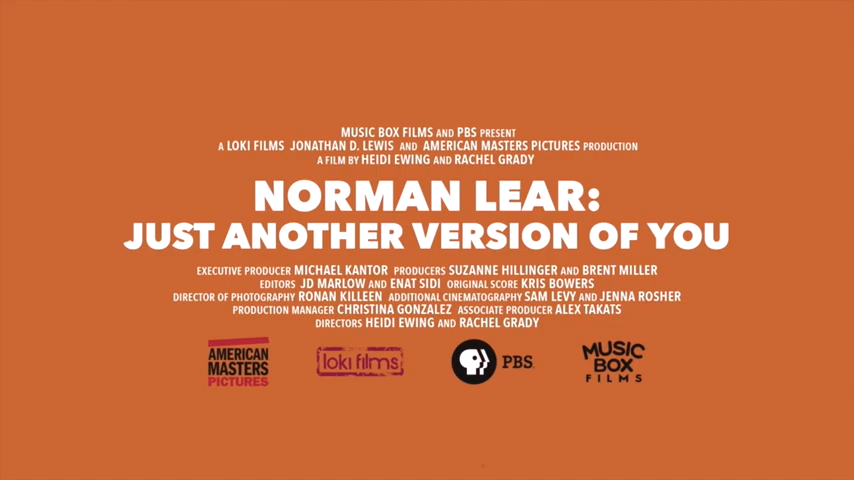 MUSIC BOX FILMS AND PBS PRESENT
A LOKI FILMS JONATHAN D. LEWIS AND AMERICAN MASTERS PICTURES PRODUCTION
A FILM BY HEIDI EWING AND RACHEL GRADY
NORMAN LEAR:
JUST ANOTHER VERSION OF YOU
EXECUTIVE PRODUCER MICHAEL KANTOR PRODUCERS SUZANNE HILLINGER AND BRENT MILLER
EDITORS JD MARLOW AND ENAT SIDI ORIGINAL SCORE KRIS BOWERS
DIRECTOR OF PHOTOGRAPHY RONAN KILLEEN ADDITIONAL CINEMATOGRAPHY SAM LEVY AND JENNA ROSHER
PRODUCTION MANAGER CHRISTINA GONZALEZ ASSOCIATE PRODUCER ALEX TAKATS
DIRECTORS HEIDI EWING AND RACHEL GRADY
AMERICAN
MASTERS
PICTURES
loki films
PBS
MUSIC
BOX
FILMS